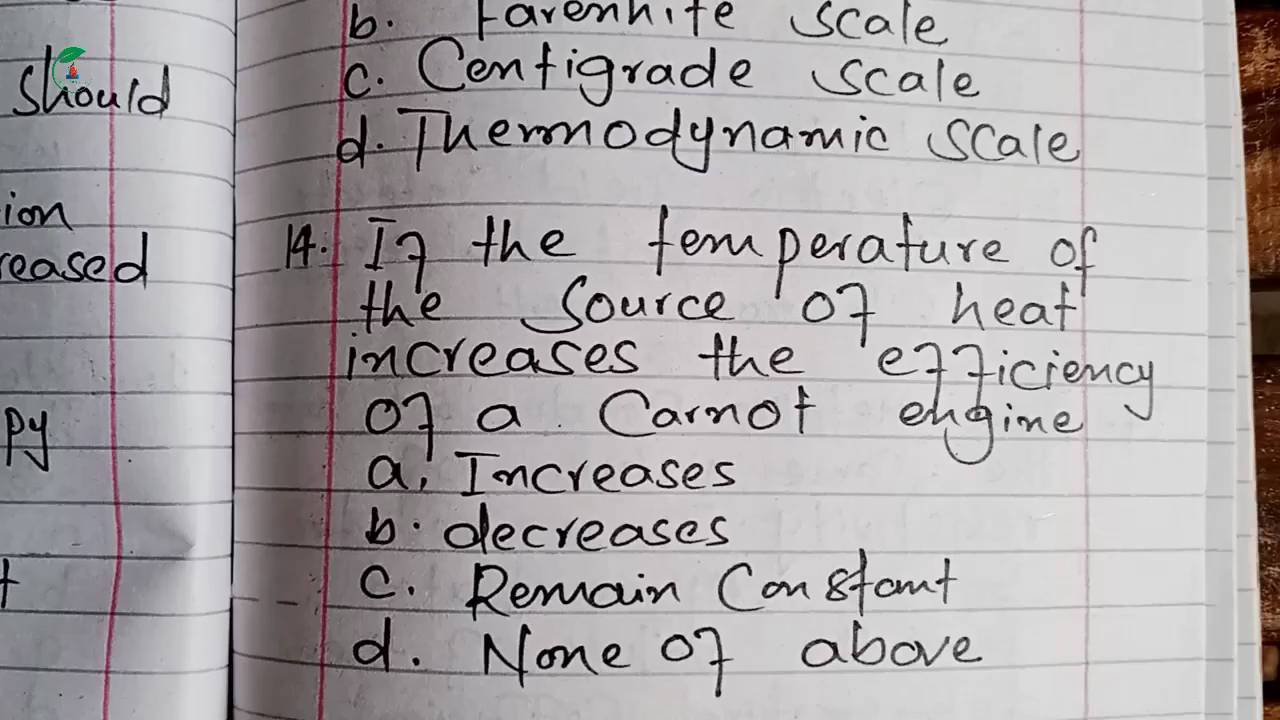 should
ion
reased
py
t
b. Farenhite scale
c. Centigrade scale
d. Thermodynamic scale
14. If the temperature of
the source of heat
increases the efficiency
of a Carnot engine
a. Increases
b. decreases
c. Remain Constant
d. None of above